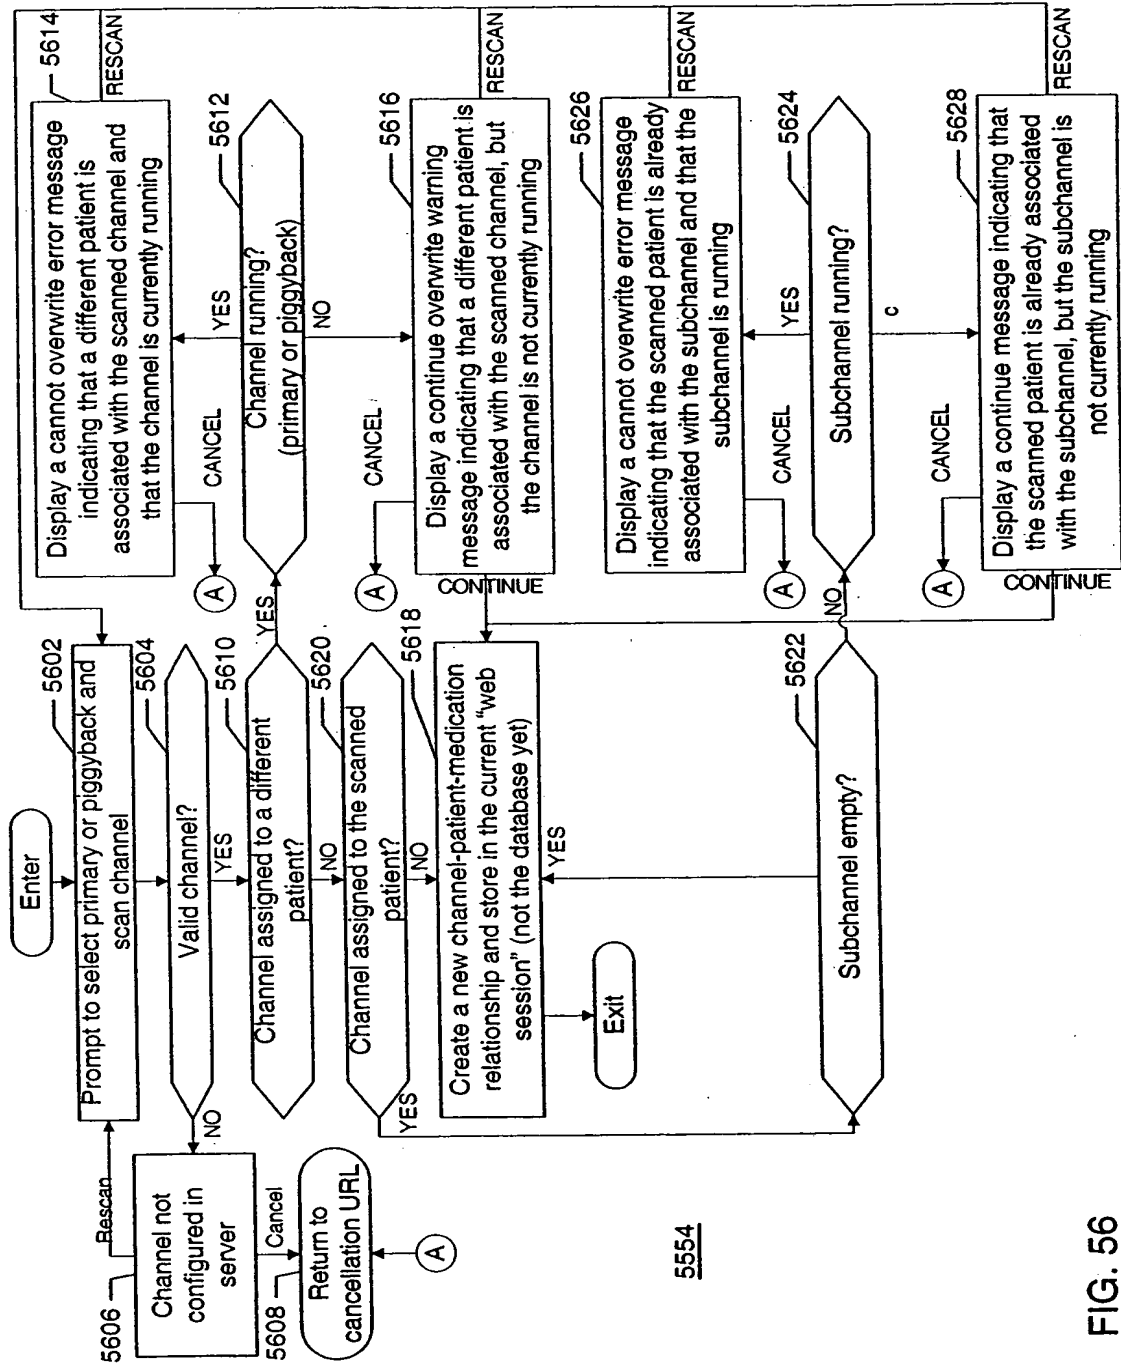 Enter
5602
Prompt to select primary or piggyback and
scan channel
5604
Valid channel?
YES
NO
Rescan
5606
Channel not
configured in
server
Cancel
5608
Return to
cancellation URL
A
5610
Channel assigned to a different
patient?
YES
NO
5620
Channel assigned to the scanned
patient?
NO
YES
5618
Create a new channel-patient-medication
relationship and store in the current "web
session" (not the database yet)
Exit
YES
5622
Subchannel empty?
NO
5614
Display a cannot overwrite error message
indicating that a different patient is
associated with the scanned channel and
that the channel is currently running
RESCAN
CANCEL
A
YES
5612
Channel running?
(primary or piggyback)
NO
5616
Display a continue overwrite warning
message indicating that a different patient is
associated with the scanned channel, but
the channel is not currently running
RESCAN
CANCEL
A
CONTINUE
5626
Display a cannot overwrite error message
indicating that the scanned patient is already
associated with the subchannel and that the
subchannel is running
RESCAN
CANCEL
A
YES
5624
Subchannel running?
c
5628
Display a continue message indicating that
the scanned patient is already associated
with the subchannel, but the subchannel is
not currently running
RESCAN
CANCEL
A
CONTINUE
5554
FIG. 56